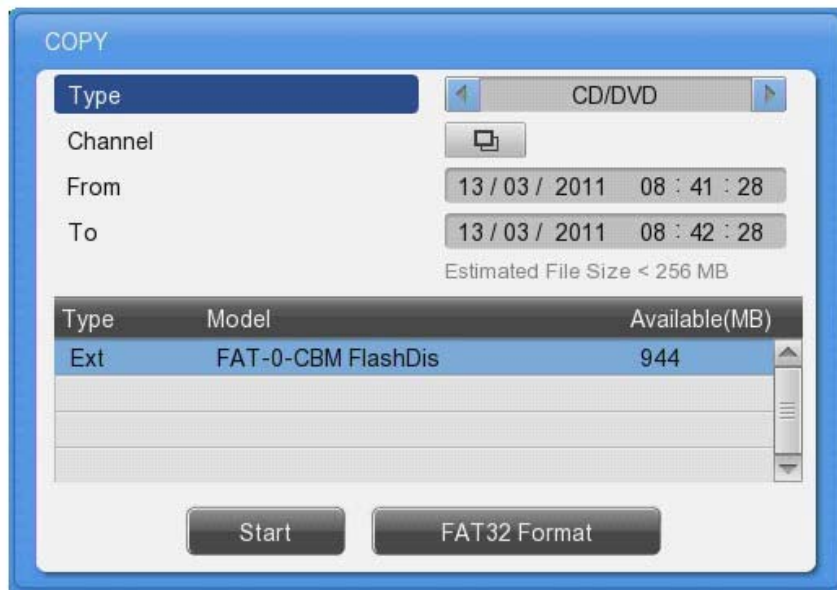 COPY
Type CD/DVD
Channel
From 13 / 03 / 2011 08 : 41 : 28
To 13 / 03 / 2011 08 : 42 : 28
Estimated File Size < 256 MB
Type Model Available(MB)
Ext FAT-0-CBM FlashDis 944
Start FAT32 Format